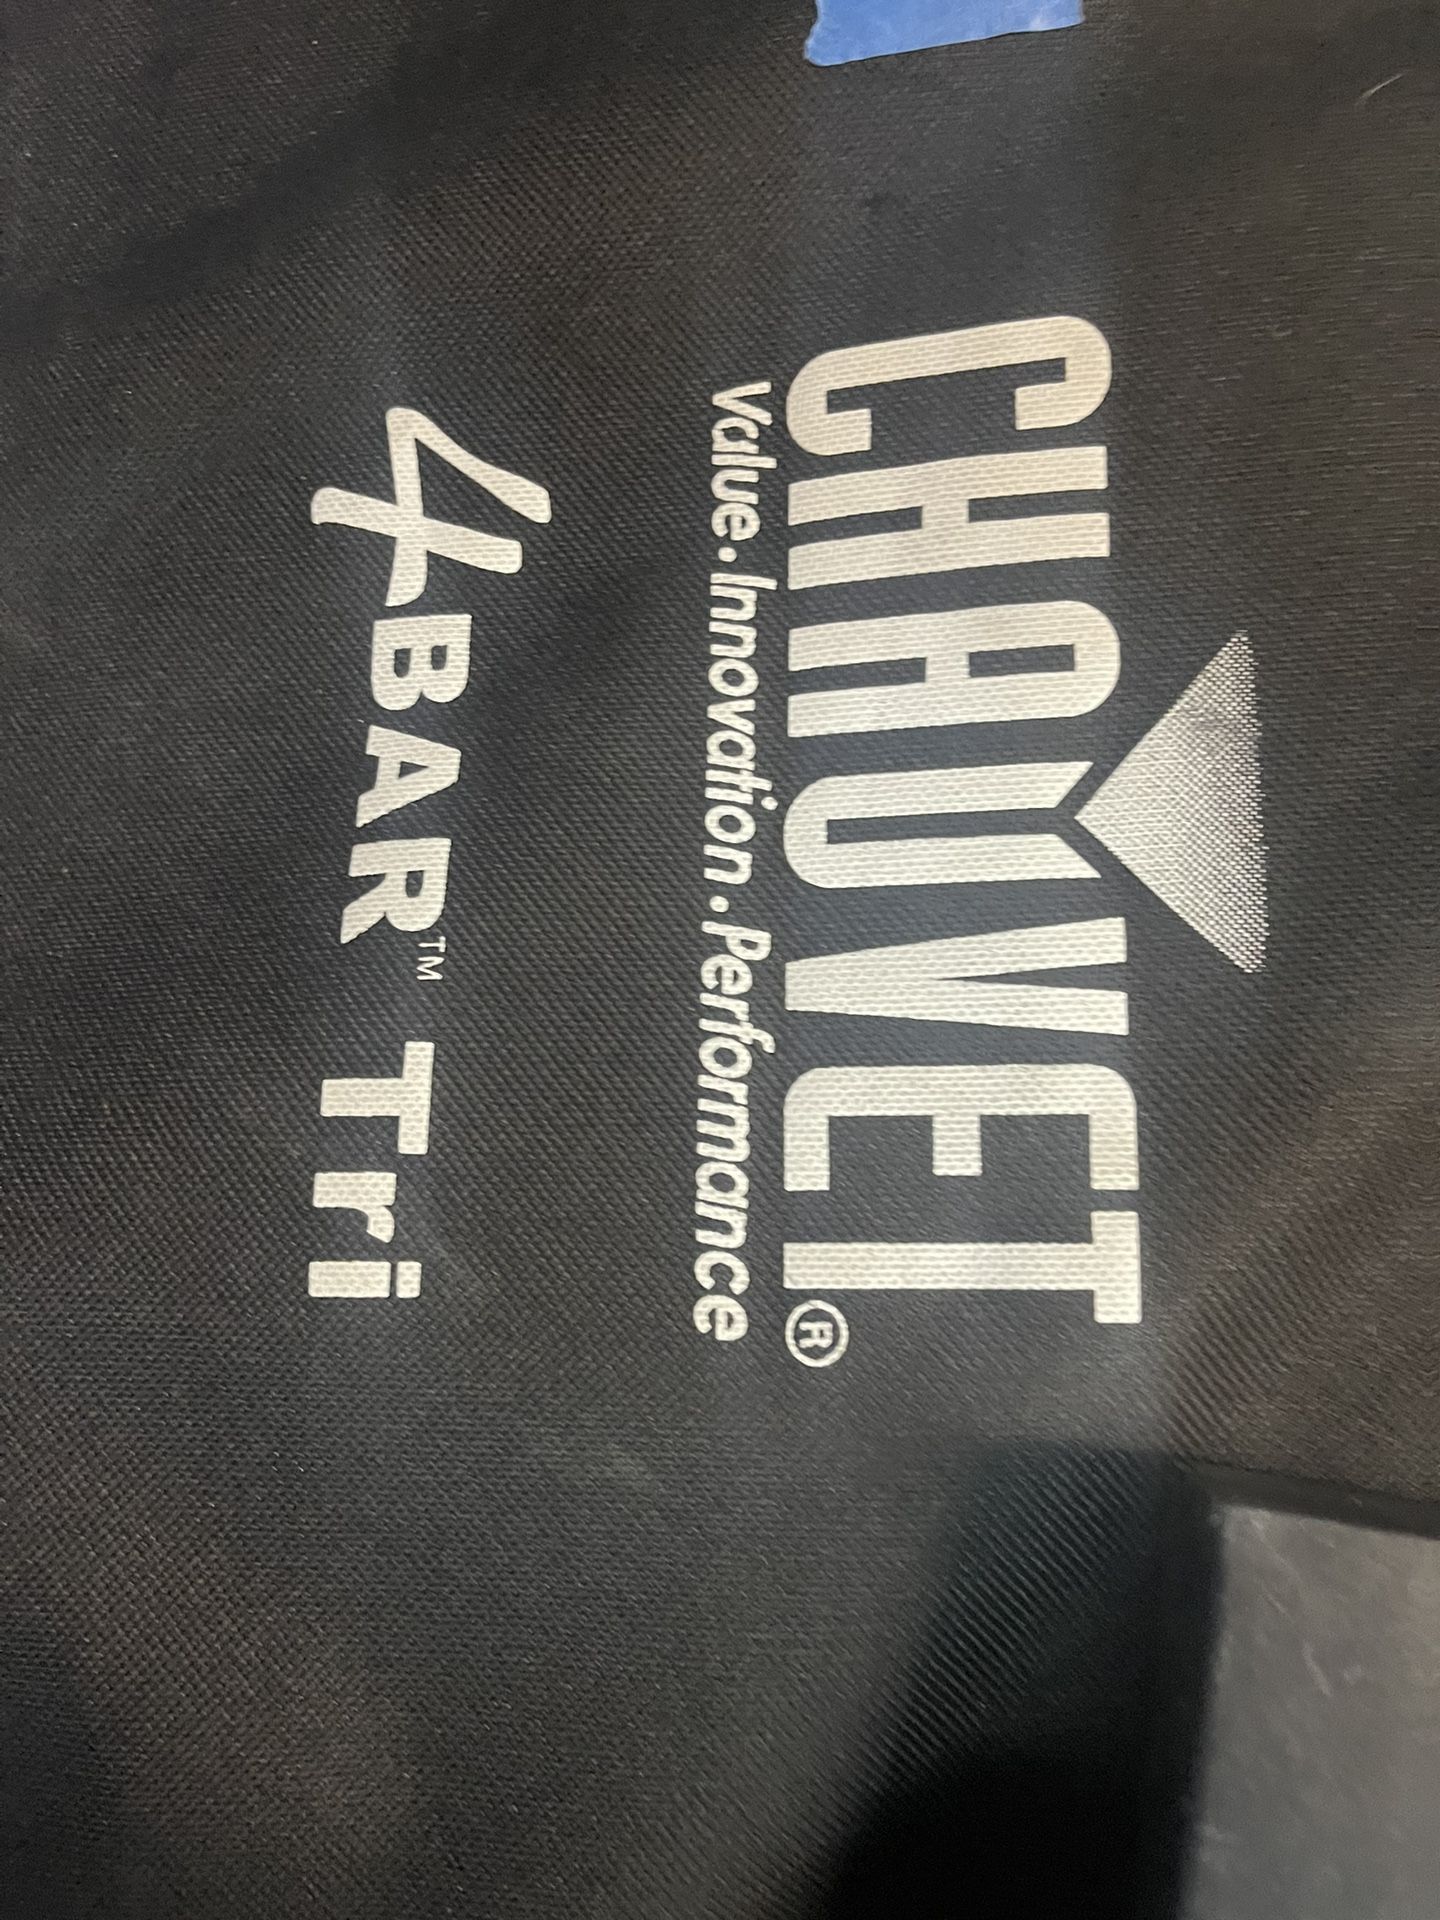 CHAUVET®
Value. Innovation. Performance
4BAR™ Tri